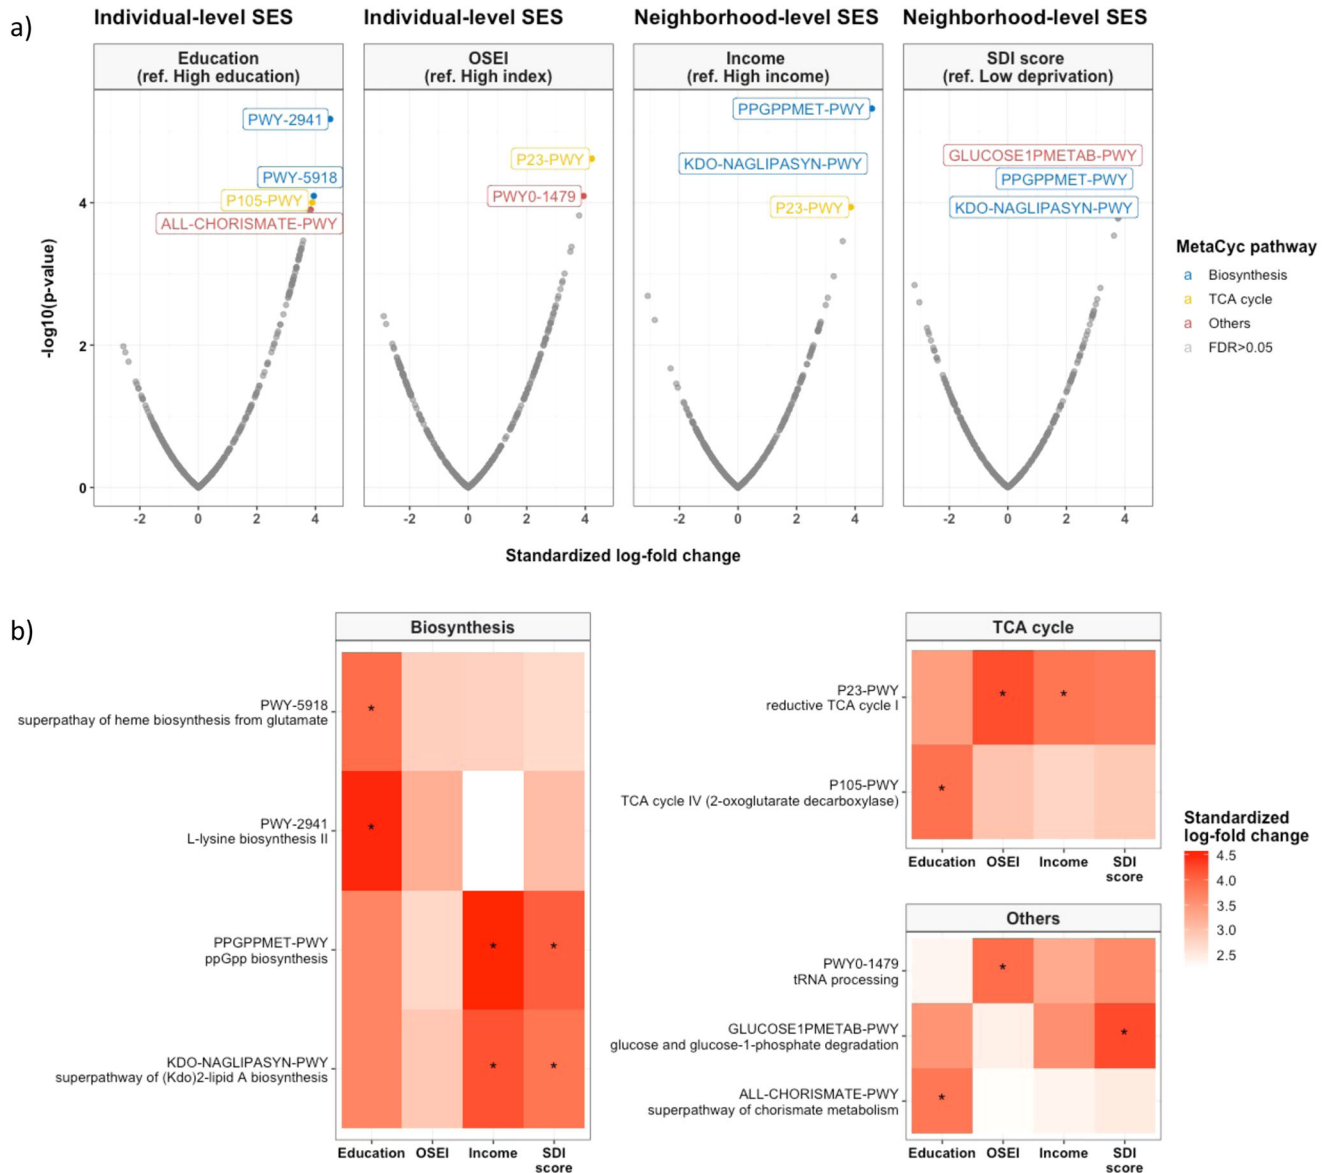 a)
Individual-level SES
Individual-level SES
Neighborhood-level SES
Neighborhood-level SES
Education
(ref. High education)
OSEI
(ref. High index)
Income
(ref. High income)
SDI score
(ref. Low deprivation)
PWY-2941
PWY-5918
P105-PWY
ALL-CHORISMATE-PWY
P23-PWY
PWY0-1479
PPGPPMET-PWY
KDO-NAGLIPASYN-PWY
P23-PWY
GLUCOSE1PMETAB-PWY
PPGPPMET-PWY
KDO-NAGLIPASYN-PWY
-log10(p-value)
4
2
0
-2 0 2 4
-2 0 2 4
-2 0 2 4
-2 0 2 4
Standardized log-fold change
MetaCyc pathway
a Biosynthesis
a TCA cycle
a Others
a FDR>0.05
b)
Biosynthesis
PWY-5918
superpathay of heme biosynthesis from glutamate
*
PWY-2941
L-lysine biosynthesis II
*
PPGPPMET-PWY
ppGpp biosynthesis
* *
KDO-NAGLIPASYN-PWY
superpathway of (Kdo)2-lipid A biosynthesis
* *
Education OSEI Income SDI
score
TCA cycle
P23-PWY
reductive TCA cycle I
* *
P105-PWY
TCA cycle IV (2-oxoglutarate decarboxylase)
*
Education OSEI Income SDI
score
Others
PWY0-1479
tRNA processing
*
GLUCOSE1PMETAB-PWY
glucose and glucose-1-phosphate degradation
*
ALL-CHORISMATE-PWY
superpathway of chorismate metabolism
*
Education OSEI Income SDI
score
Standardized
log-fold change
4.5
4.0
3.5
3.0
2.5